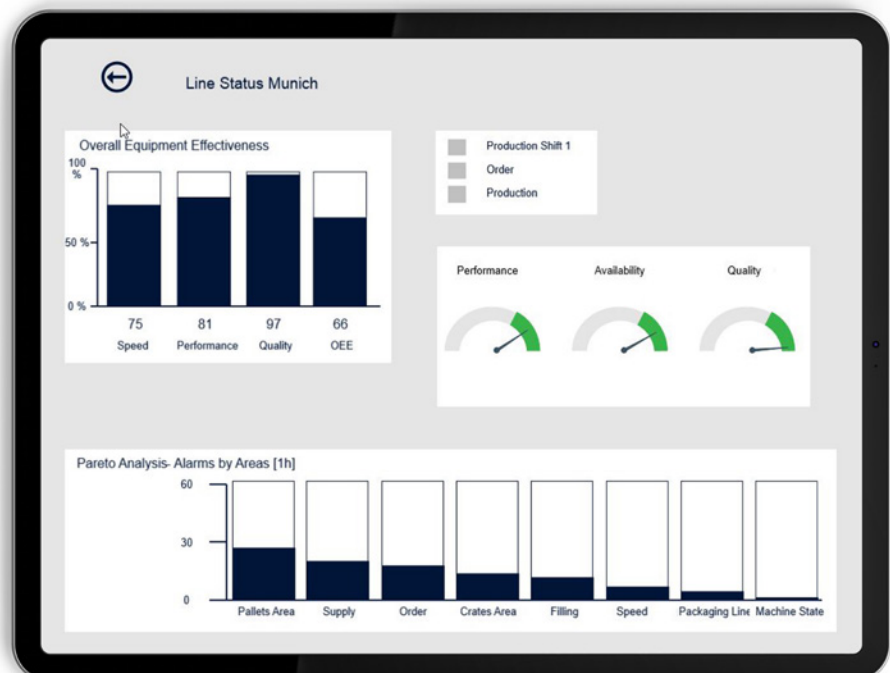 Line Status Munich
Overall Equipment Effectiveness
100
%
50 %
0 %
75 81 97 66
Speed Performance Quality OEE
Production Shift 1
Order
Production
Performance Availability Quality
Pareto Analysis- Alarms by Areas [1h]
60
30
0
Pallets Area Supply Order Crates Area Filling Speed Packaging Line Machine State